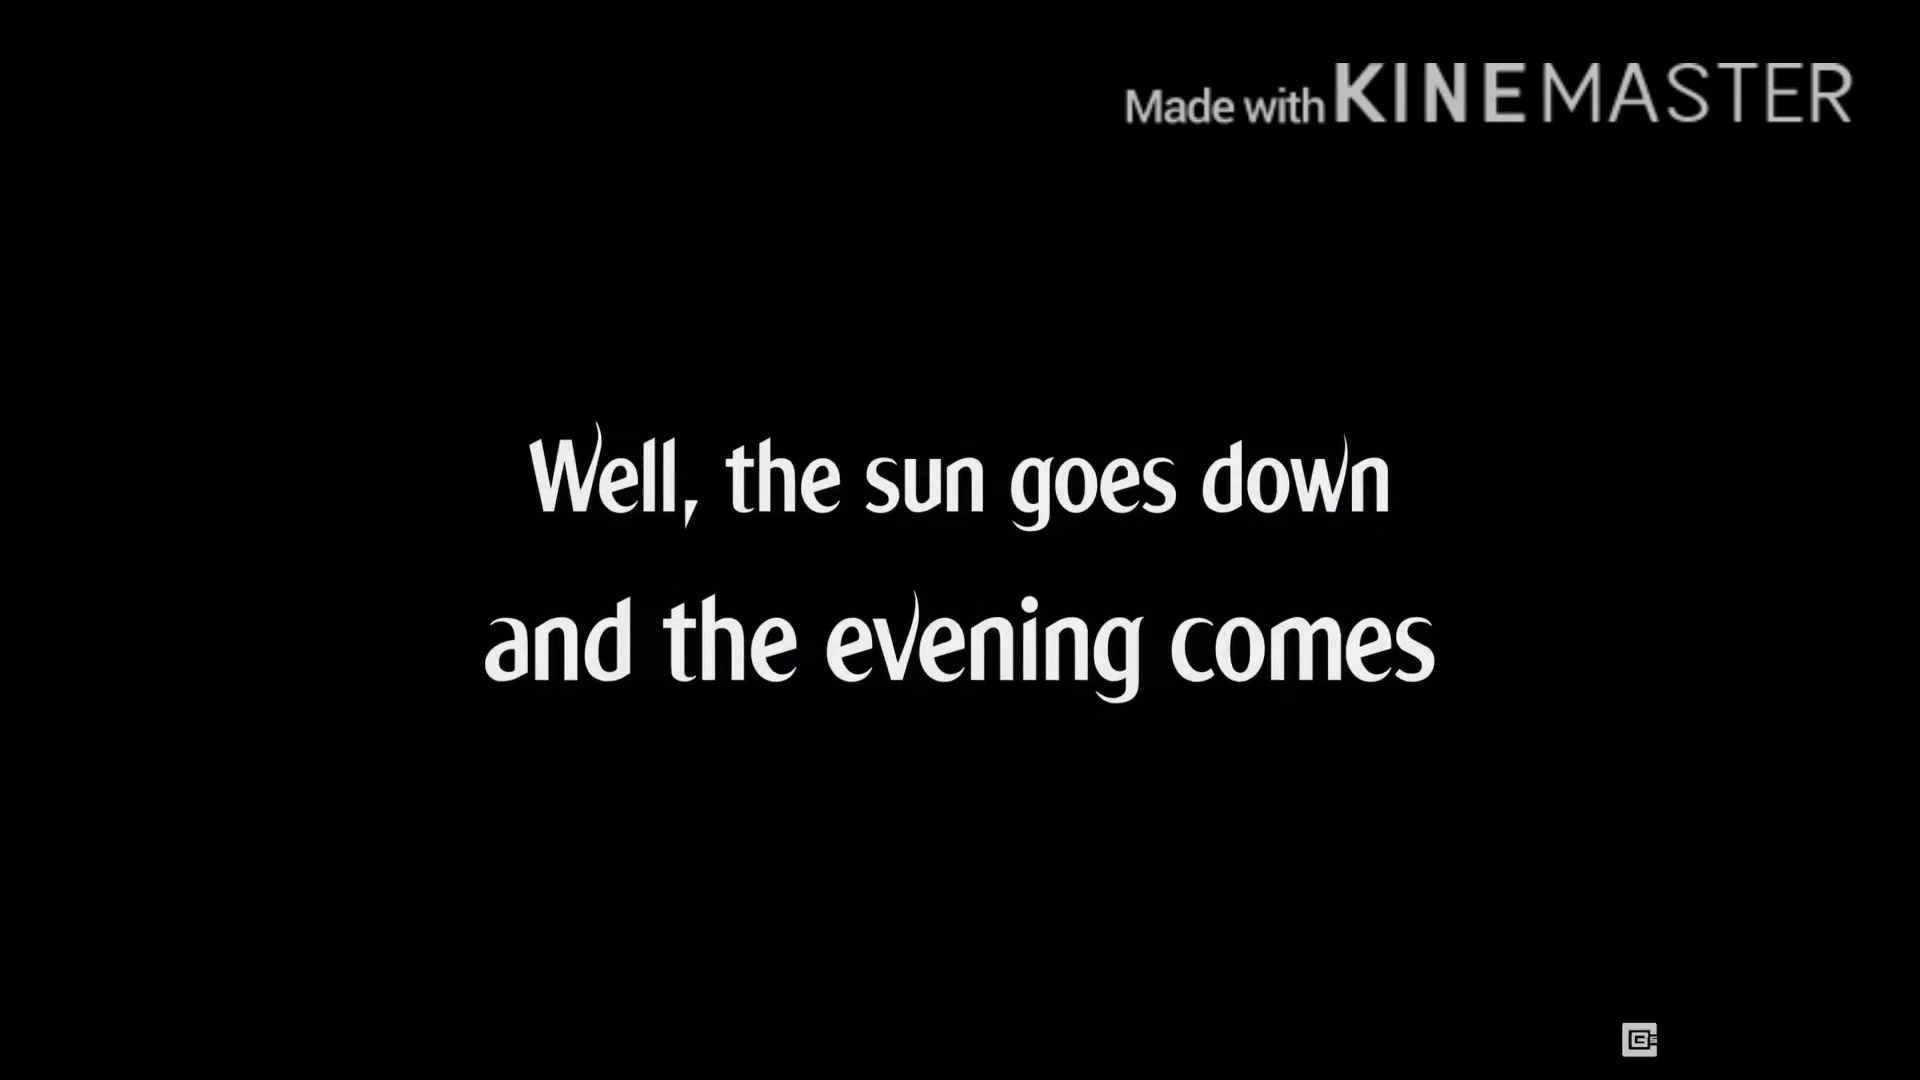 Made with KINEMASTER
Well, the sun goes down
and the evening comes